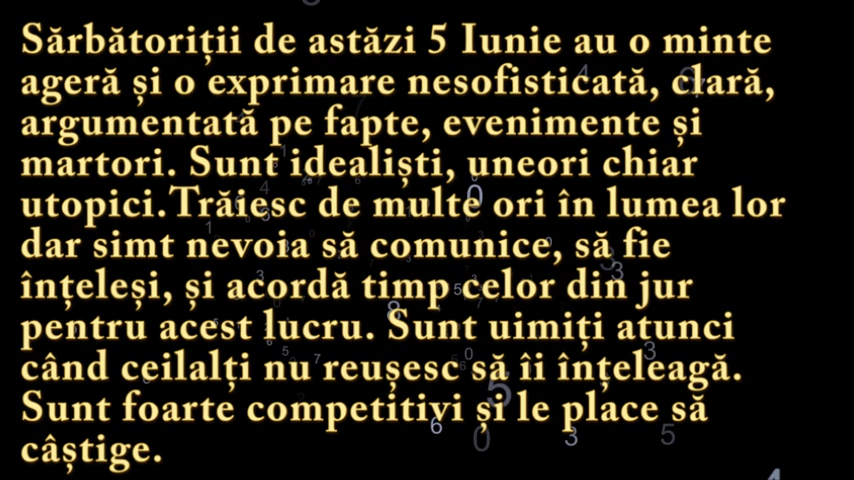 Sărbătoriții de astăzi 5 Iunie au o minte
ageră și o exprimare nesofisticată, clară,
argumentată pe fapte, evenimente și
martori. Sunt idealiști, uneori chiar
utopici.Trăiesc de multe ori în lumea lor
dar simt nevoia să comunice, să fie
înțeleși, și acordă timp celor din jur
pentru acest lucru. Sunt uimiți atunci
când ceilalți nu reușesc să îi înțeleagă.
Sunt foarte competitivi și le place să
câștige.